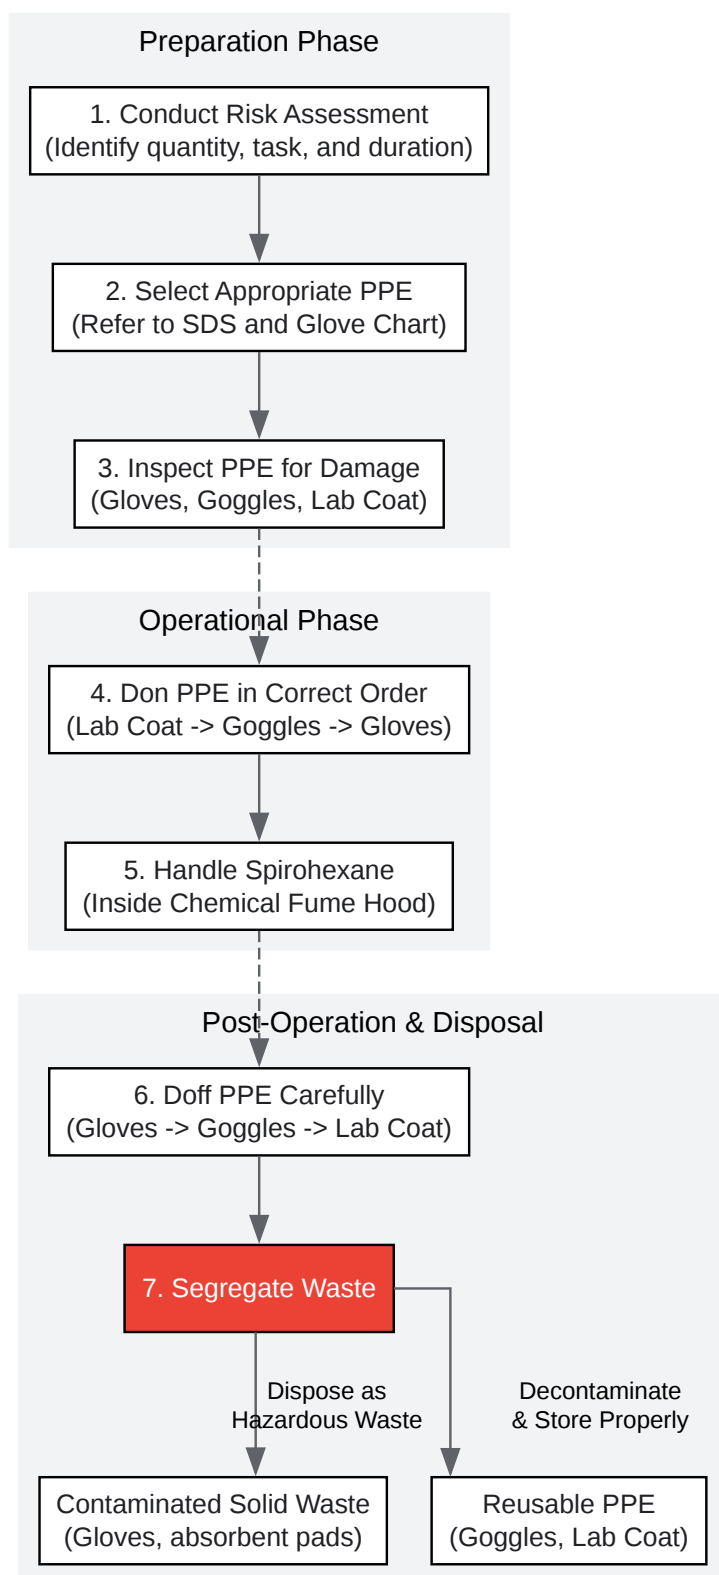 Preparation Phase
1. Conduct Risk Assessment
(Identify quantity, task, and duration)
2. Select Appropriate PPE
(Refer to SDS and Glove Chart)
3. Inspect PPE for Damage
(Gloves, Goggles, Lab Coat)
Operational Phase
4. Don PPE in Correct Order
(Lab Coat -> Goggles -> Gloves)
5. Handle Spirohexane
(Inside Chemical Fume Hood)
Post-Operation & Disposal
6. Doff PPE Carefully
(Gloves -> Goggles -> Lab Coat)
7. Segregate Waste
Dispose as
Hazardous Waste
Decontaminate
& Store Properly
Contaminated Solid Waste
(Gloves, absorbent pads)
Reusable PPE
(Goggles, Lab Coat)